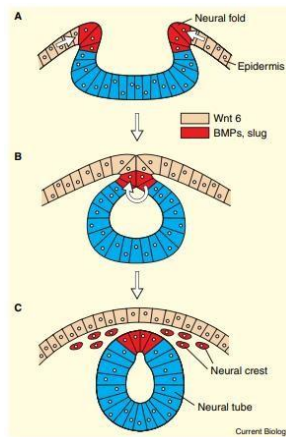 A
Neural fold
Epidermis
Wnt 6
BMPs, slug
B
C
Neural crest
Neural tube
Current Biolog